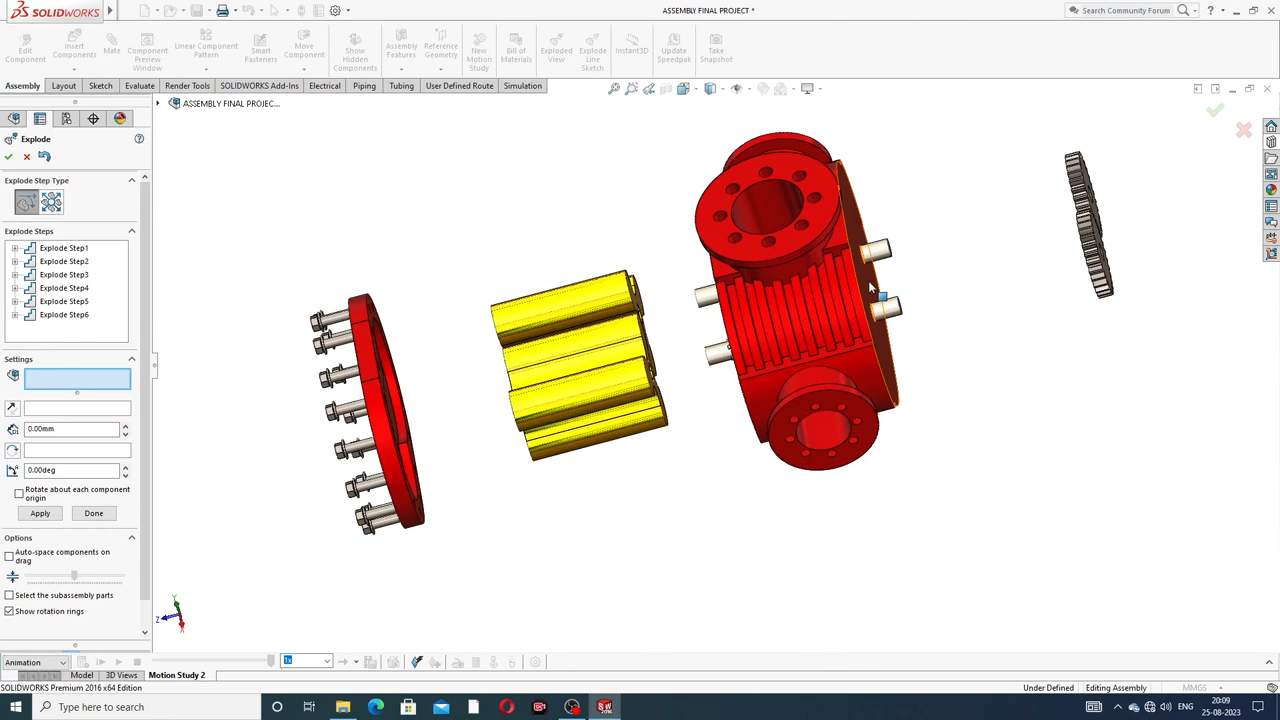 SOLIDWORKS
ASSEMBLY FINAL PROJECT *
Search Community Forum
Edit Component
Insert Components
Mate
Component Preview Window
Linear Component Pattern
Smart Fasteners
Move Component
Show Hidden Components
Assembly Features
Reference Geometry
New Motion Study
Bill of Materials
Exploded View
Explode Line Sketch
Instant3D
Update Speedpak
Take Snapshot
Assembly
Layout
Sketch
Evaluate
Render Tools
SOLIDWORKS Add-Ins
Electrical
Piping
Tubing
User Defined Route
Simulation
ASSEMBLY FINAL PROJEC...
Explode
Explode Step Type
Explode Steps
Explode Step1
Explode Step2
Explode Step3
Explode Step4
Explode Step5
Explode Step6
Settings
0.00mm
0.00deg
Rotate about each component
origin
Apply
Done
Options
Auto-space components on
drag
Select the subassembly parts
Show rotation rings
Y
Z
X
Animation
1x
Model
3D Views
Motion Study 2
SOLIDWORKS Premium 2016 x64 Edition
Under Defined
Editing Assembly
MMGS
Type here to search
ENG
20:09
25-08-2023